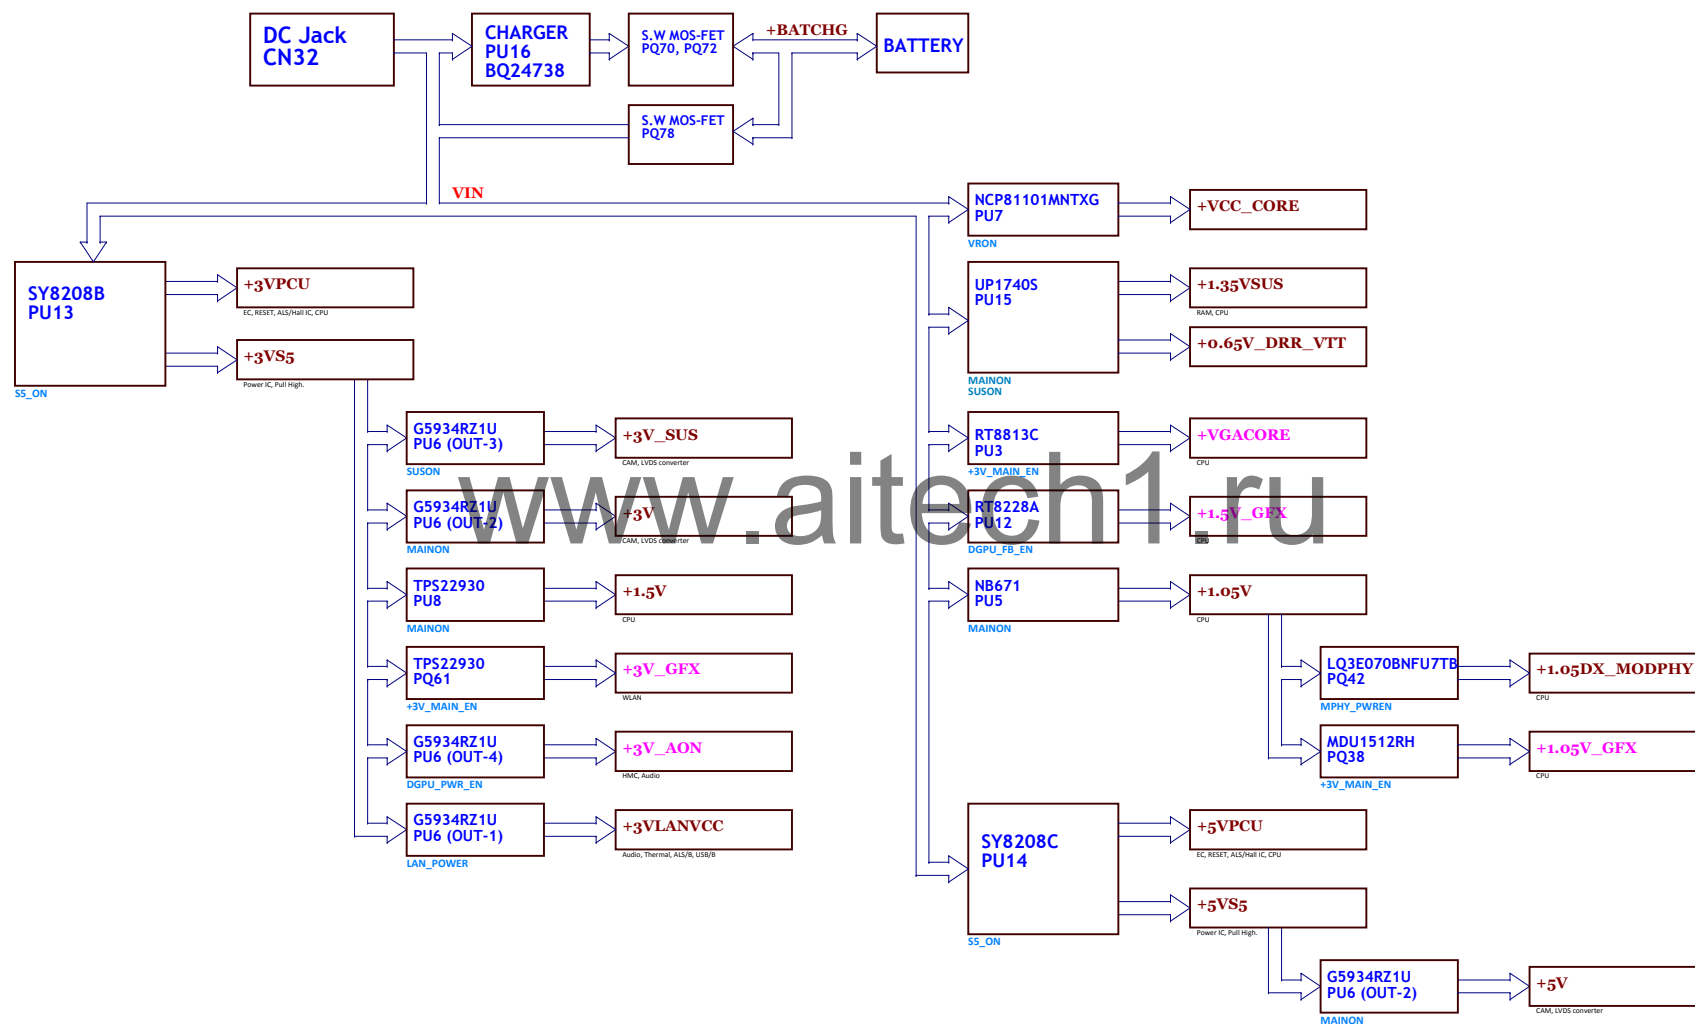 DC Jack
CN32
CHARGER
PU16
BQ24738
S.W MOS-FET
PQ70, PQ72
+BATCHG
BATTERY
S.W MOS-FET
PQ78
VIN
SY8208B
PU13
S5_ON
+3VPCU
EC, RESET, ALS/Hall IC, CPU
+3VS5
Power IC, Pull High.
G5934RZ1U
PU6 (OUT-3)
SUSON
+3V_SUS
CAM, LVDS converter
G5934RZ1U
PU6 (OUT-2)
MAINON
+3V
CAM, LVDS converter
TPS22930
PU8
MAINON
+1.5V
CPU
TPS22930
PQ61
+3V_MAIN_EN
+3V_GFX
WLAN
G5934RZ1U
PU6 (OUT-4)
DGPU_PWR_EN
+3V_AON
HMC, Audio
G5934RZ1U
PU6 (OUT-1)
LAN_POWER
+3VLANVCC
Audio, Thermal, ALS/B, USB/B
NCP81101MNTXG
PU7
VRON
+VCC_CORE
UP1740S
PU15
MAINON
SUSON
+1.35VSUS
RAM, CPU
+0.65V_DRR_VTT
RT8813C
PU3
+3V_MAIN_EN
+VGACORE
CPU
RT8228A
PU12
DGPU_FB_EN
+1.5V_GFX
CPU
NB671
PU5
MAINON
+1.05V
CPU
LQ3E070BNFU7TB
PQ42
MPHY_PWREN
+1.05DX_MODPHY
CPU
MDU1512RH
PQ38
+3V_MAIN_EN
+1.05V_GFX
CPU
SY8208C
PU14
S5_ON
+5VPCU
EC, RESET, ALS/Hall IC, CPU
+5VS5
Power IC, Pull High.
G5934RZ1U
PU6 (OUT-2)
MAINON
+5V
CAM, LVDS converter
www.aitech1.ru